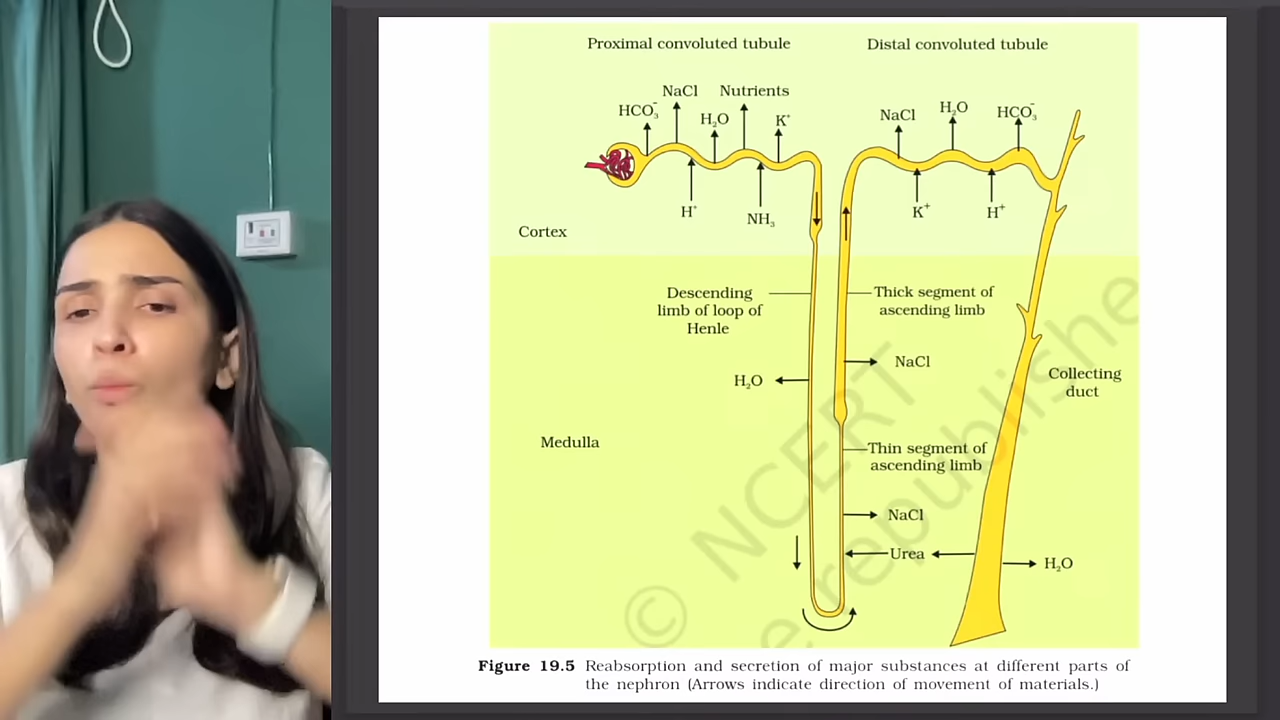 Proximal convoluted tubule
Distal convoluted tubule
HCO₃⁻
NaCl
H₂O
Nutrients
K⁺
H⁺
NH₃
NaCl
H₂O
HCO₃⁻
K⁺
H⁺
Cortex
Descending
limb of loop of
Henle
Thick segment of
ascending limb
NaCl
H₂O
Collecting
duct
Medulla
Thin segment of
ascending limb
NaCl
Urea
H₂O
© NCERT
republishe
Figure 19.5 Reabsorption and secretion of major substances at different parts of
the nephron (Arrows indicate direction of movement of materials.)